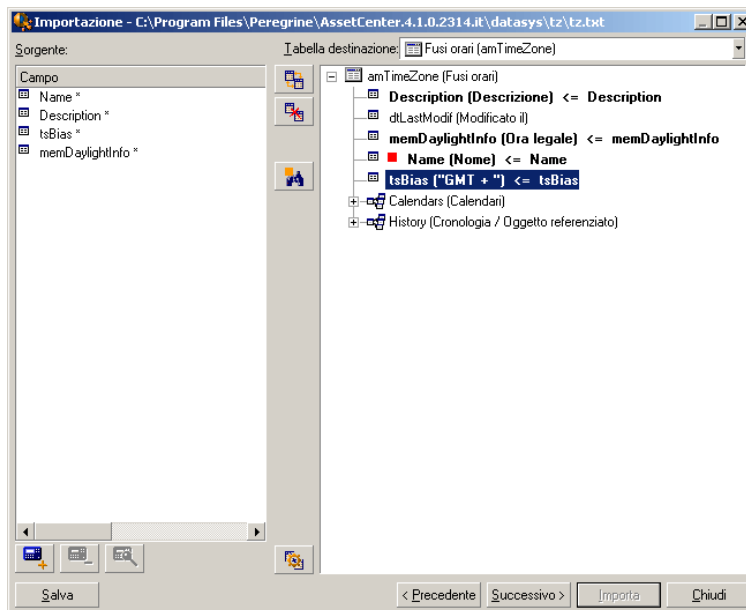 Importazione - C:\Program Files\Peregrine\AssetCenter.4.1.0.2314.it\datasys\tz\tz.txt
Sorgente:
Tabella destinazione: Fusi orari (amTimeZone)
Campo
Name *
Description *
tsBias *
memDaylightInfo *
amTimeZone (Fusi orari)
Description (Descrizione) <= Description
dtLastModif (Modificato il)
memDaylightInfo (Ora legale) <= memDaylightInfo
Name (Nome) <= Name
tsBias ("GMT + ") <= tsBias
Calendars (Calendari)
History (Cronologia / Oggetto referenziato)
Salva
< Precedente
Successivo >
Importa
Chiudi